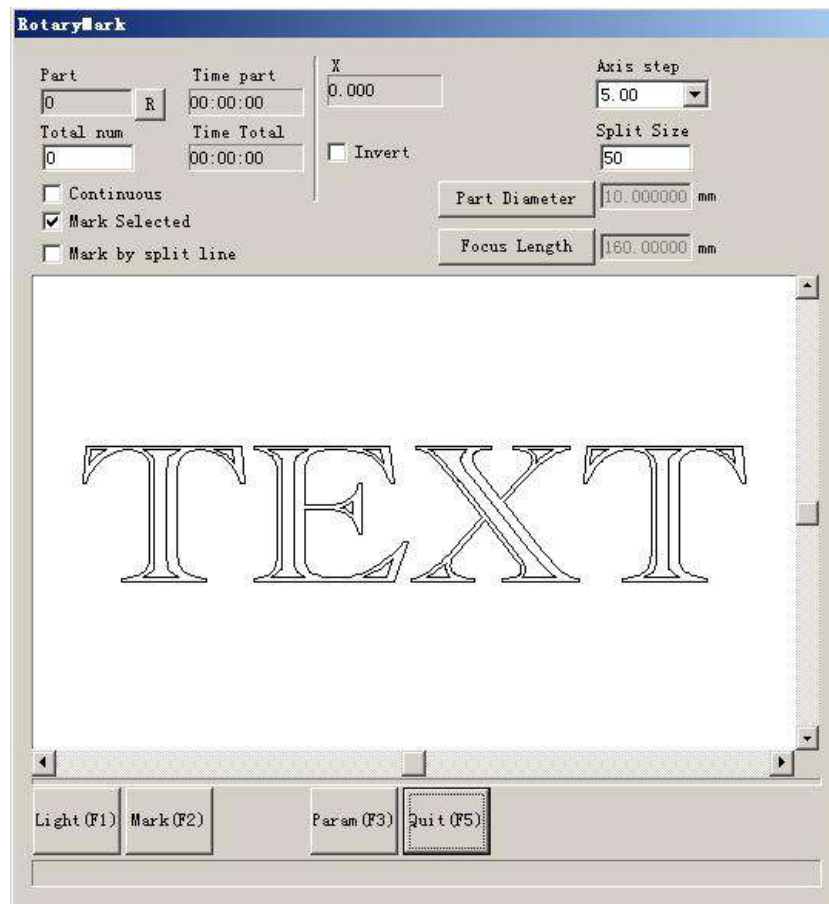 RotaryMark
Part
Time part
X
Axis step
0
R
00:00:00
0.000
5.00
Total num
Time Total
Split Size
0
00:00:00
Invert
50
Continuous
Part Diameter
10.000000 mm
Mark Selected
Mark by split line
Focus Length
160.00000 mm
TEXT
Light(F1)
Mark(F2)
Param(F3)
Quit(F5)